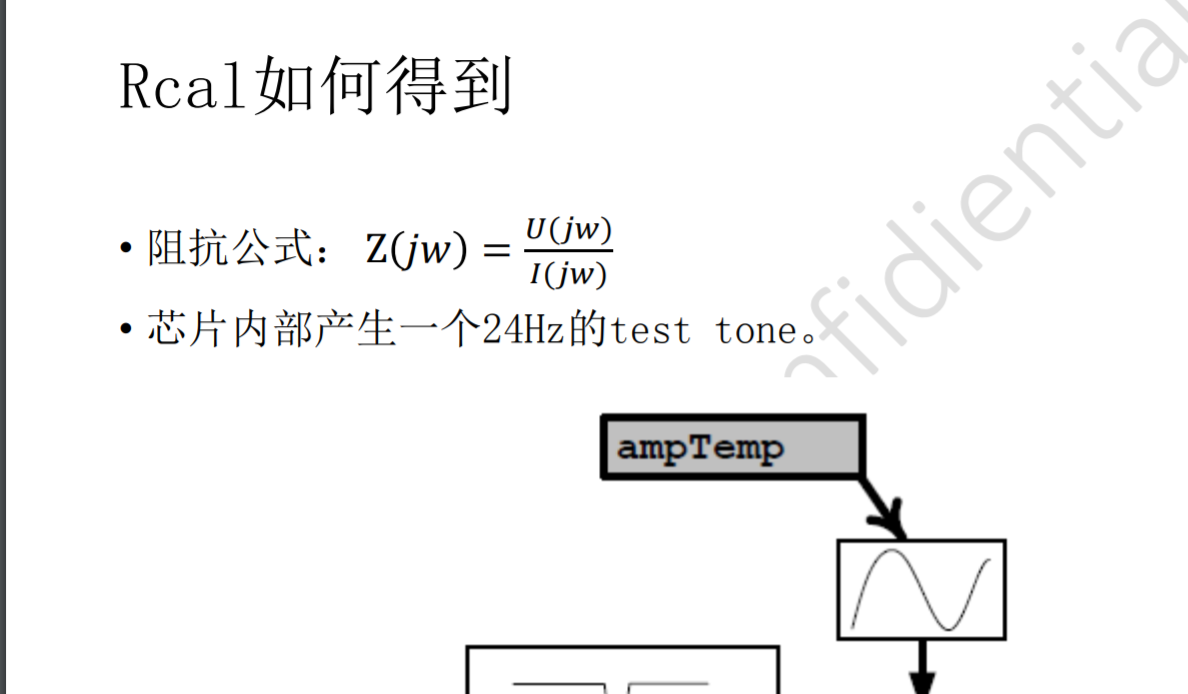 Rcal如何得到
• 阻抗公式： Z(jw) = U(jw) / I(jw)
• 芯片内部产生一个24Hz的test tone。
nfidential
ampTemp